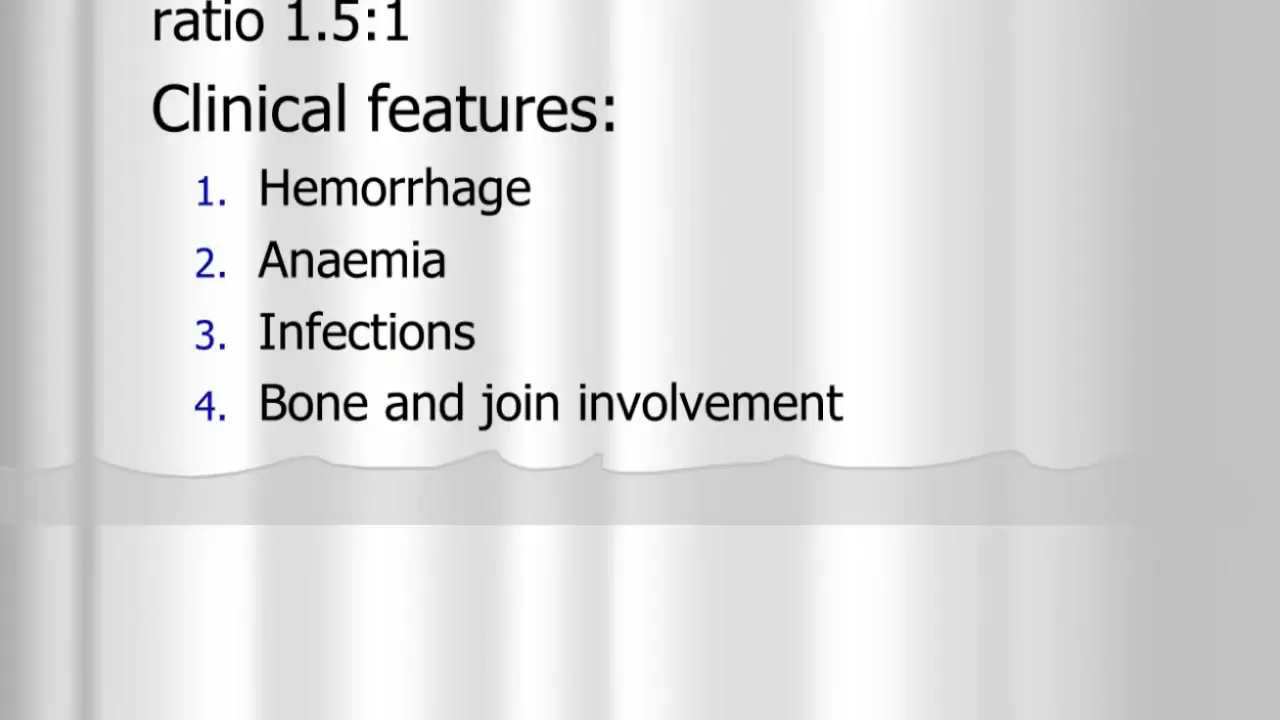 ratio 1.5:1
Clinical features:
1. Hemorrhage
2. Anaemia
3. Infections
4. Bone and join involvement